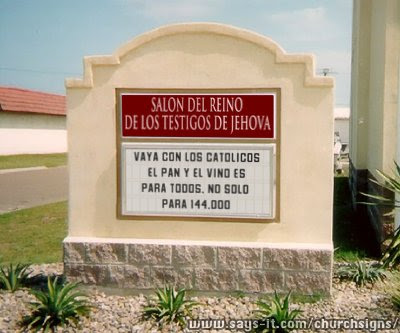 SALON DEL REINO
DE LOS TESTIGOS DE JEHOVA
VAYA CON LOS CATOLICOS
EL PAN Y EL VINO ES
PARA TODOS. NO SOLO
PARA 144.000
www.says-it.com/churchsigns/